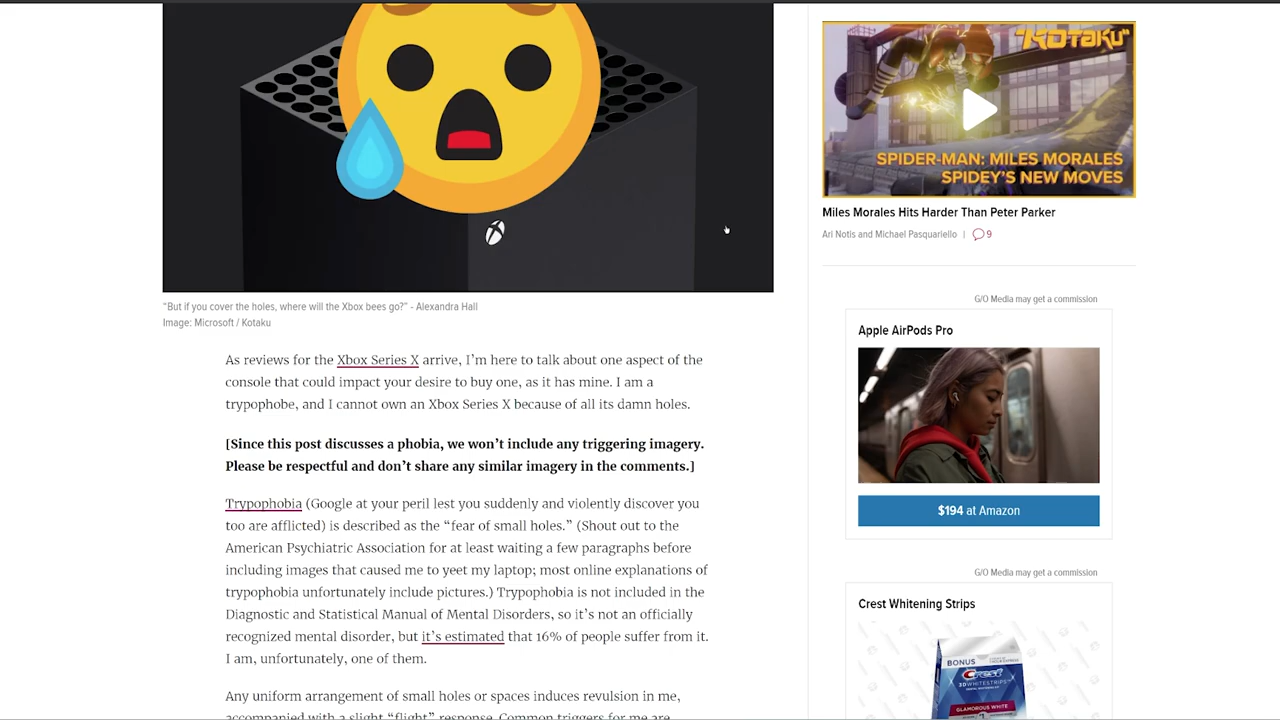 "But if you cover the holes, where will the Xbox bees go?" - Alexandra Hall
Image: Microsoft / Kotaku
As reviews for the Xbox Series X arrive, I'm here to talk about one aspect of the
console that could impact your desire to buy one, as it has mine. I am a
trypophobe, and I cannot own an Xbox Series X because of all its damn holes.
[Since this post discusses a phobia, we won't include any triggering imagery.
Please be respectful and don't share any similar imagery in the comments.]
Trypophobia (Google at your peril lest you suddenly and violently discover you
too are afflicted) is described as the "fear of small holes." (Shout out to the
American Psychiatric Association for at least waiting a few paragraphs before
including images that caused me to yeet my laptop; most online explanations of
trypophobia unfortunately include pictures.) Trypophobia is not included in the
Diagnostic and Statistical Manual of Mental Disorders, so it's not an officially
recognized mental disorder, but it's estimated that 16% of people suffer from it.
I am, unfortunately, one of them.
Any uniform arrangement of small holes or spaces induces revulsion in me,
accompanied with a slight "flight" response. Common triggers for me are
KOTAKU
SPIDER-MAN: MILES MORALES
SPIDEY'S NEW MOVES
Miles Morales Hits Harder Than Peter Parker
Ari Notis and Michael Pasquariello | 9
G/O Media may get a commission
Apple AirPods Pro
$194 at Amazon
G/O Media may get a commission
Crest Whitening Strips
BONUS
Crest
3DWHITESTRIPS
GLAMOROUS WHITE